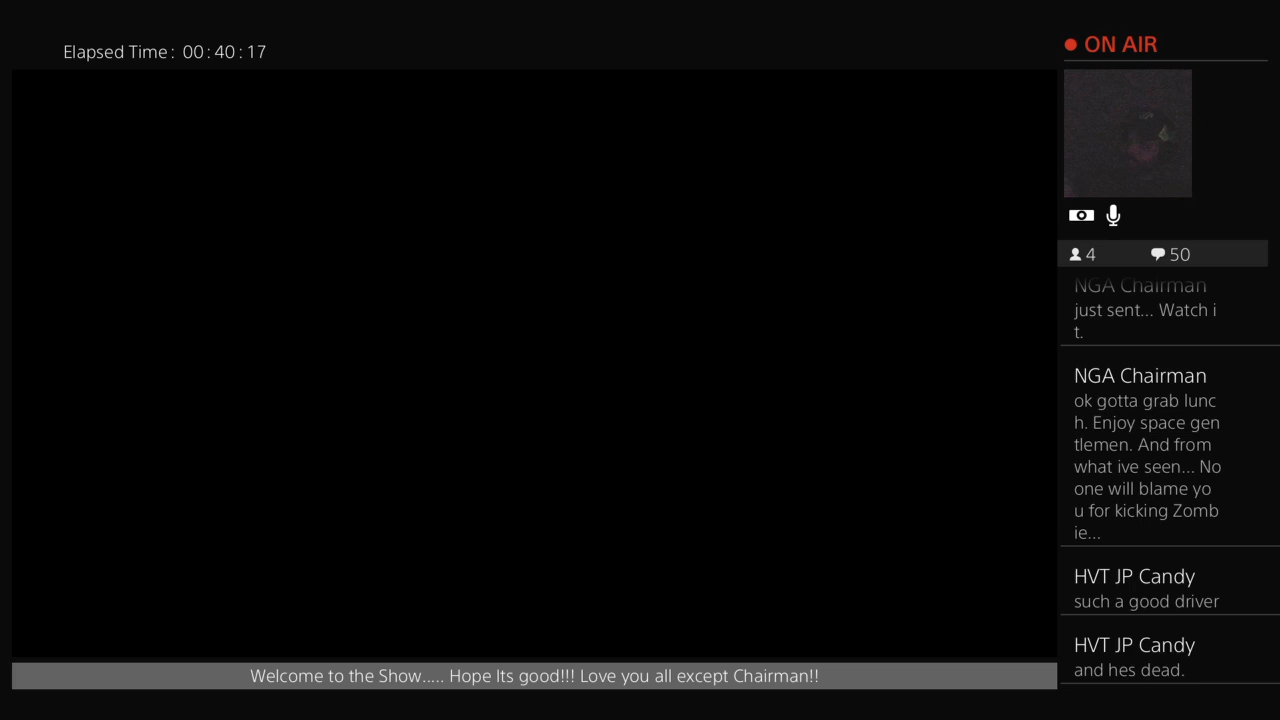 Elapsed Time: 00:40:17
ON AIR
4 50
NGA Chairman
just sent... Watch i
t.
NGA Chairman
ok gotta grab lunc
h. Enjoy space gen
tlemen. And from
what ive seen... No
one will blame yo
u for kicking Zomb
ie...
HVT JP Candy
such a good driver
HVT JP Candy
and hes dead.
Welcome to the Show..... Hope Its good!!! Love you all except Chairman!!